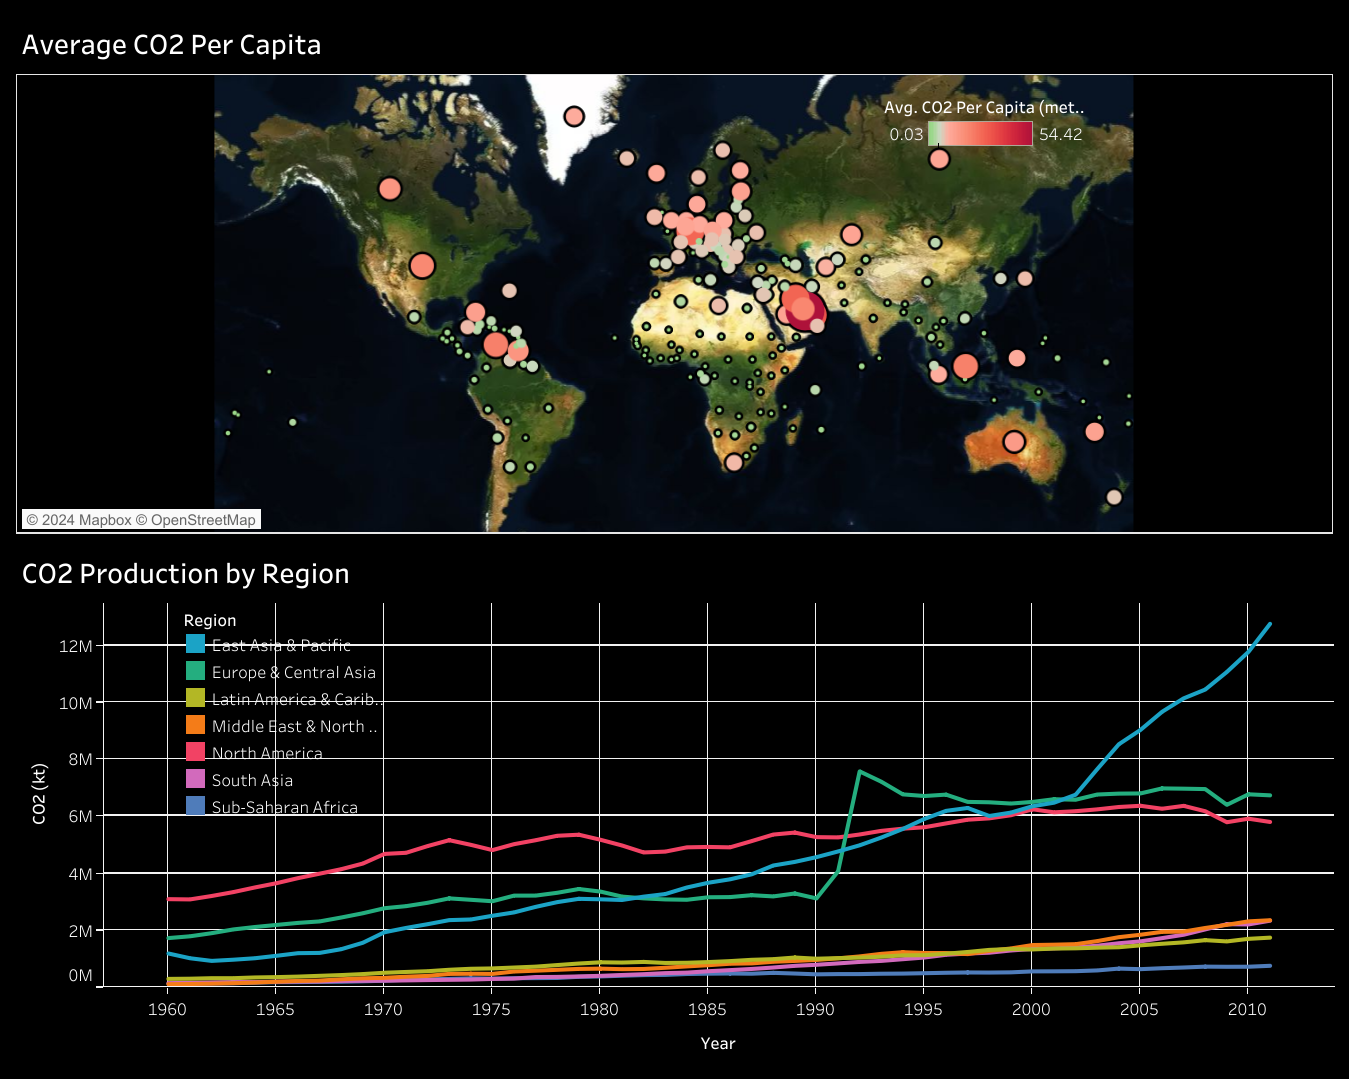 Average CO2 Per Capita
Avg. CO2 Per Capita (met..
0.03
54.42
© 2024 Mapbox © OpenStreetMap
CO2 Production by Region
Region
East Asia & Pacific
Europe & Central Asia
Latin America & Carib..
Middle East & North ..
North America
South Asia
Sub-Saharan Africa
12M
10M
8M
6M
4M
2M
0M
CO2 (kt)
1960 1965 1970 1975 1980 1985 1990 1995 2000 2005 2010
Year